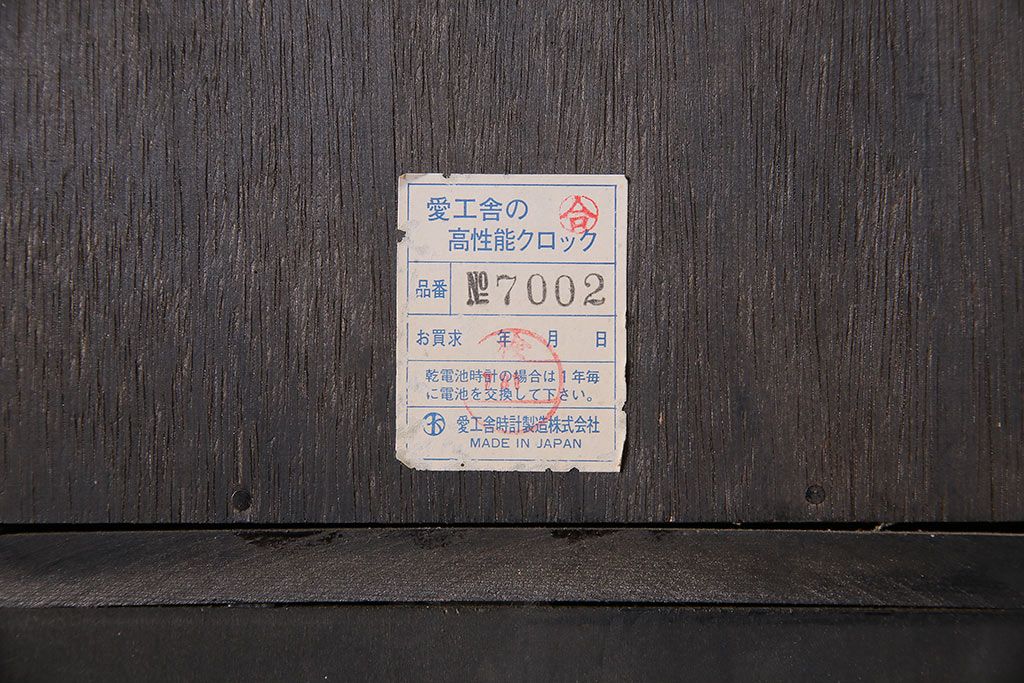 愛工舎の 合
高性能クロック
品番 №7002
お買求 年 月 日
乾電池時計の場合は1年毎
に電池を交換して下さい。
愛工舎時計製造株式会社
MADE IN JAPAN